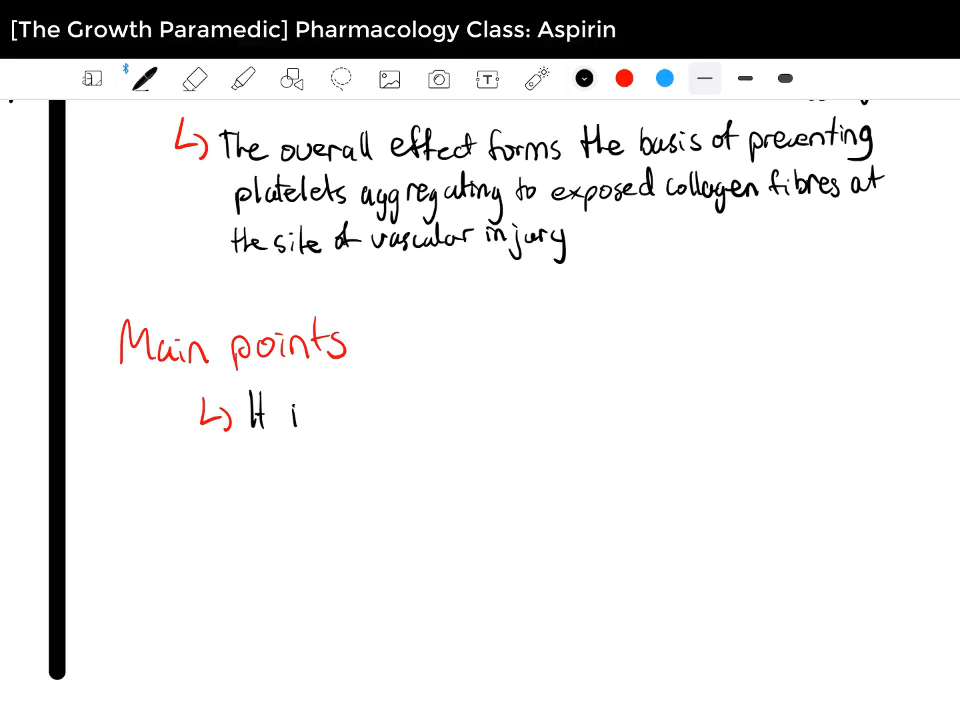 [The Growth Paramedic] Pharmacology Class: Aspirin
↳ The overall effect forms the basis of preventing
platelets aggregating to exposed collagen fibres at
the site of vascular injury
Main points
↳ It i